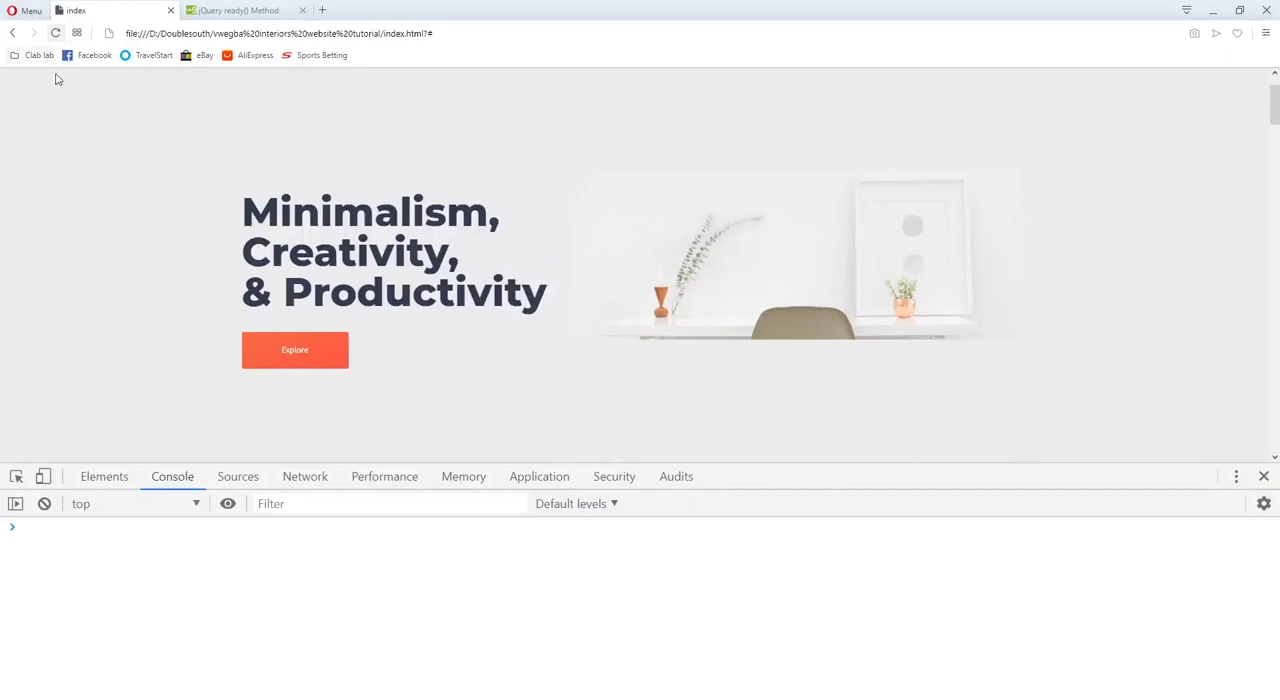 Menu index jQuery ready() Method
file:///D:/Doublesouth/vwegba%20interiors%20website%20tutorial/index.html?#
Clab lab Facebook TravelStart eBay AliExpress Sports Betting
Minimalism,
Creativity,
& Productivity
Explore
Elements Console Sources Network Performance Memory Application Security Audits
top Filter Default levels